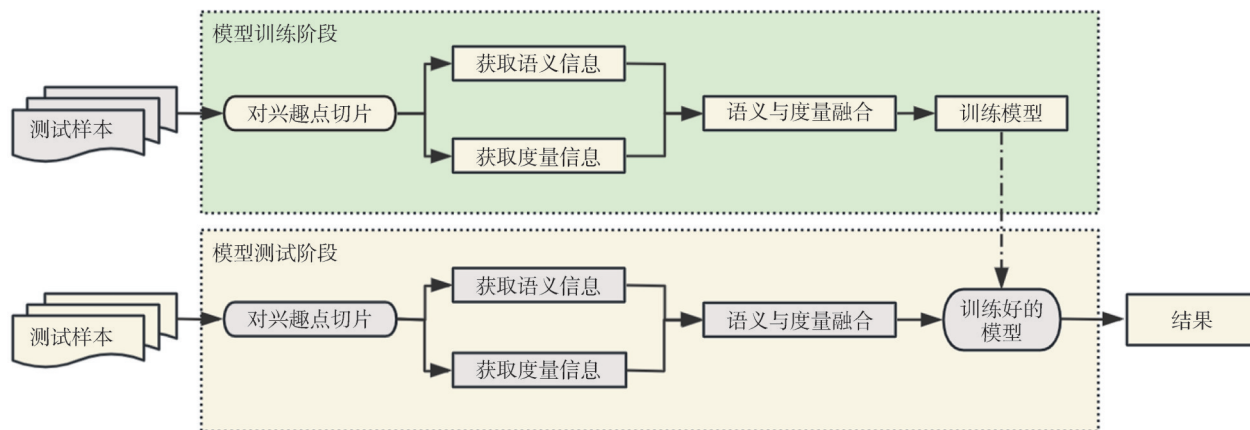 模型训练阶段
获取语义信息
测试样本
对兴趣点切片
语义与度量融合
训练模型
获取度量信息
模型测试阶段
获取语义信息
测试样本
对兴趣点切片
语义与度量融合
训练好的
模型
结果
获取度量信息